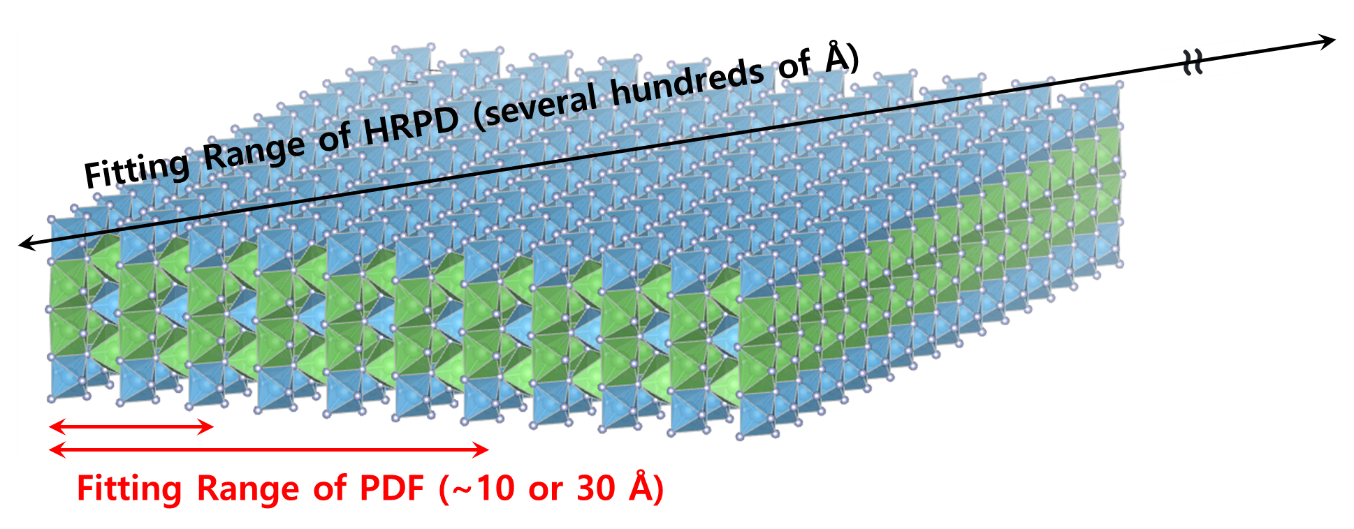 Fitting Range of HRPD (several hundreds of Å)
Fitting Range of PDF (~10 or 30 Å)